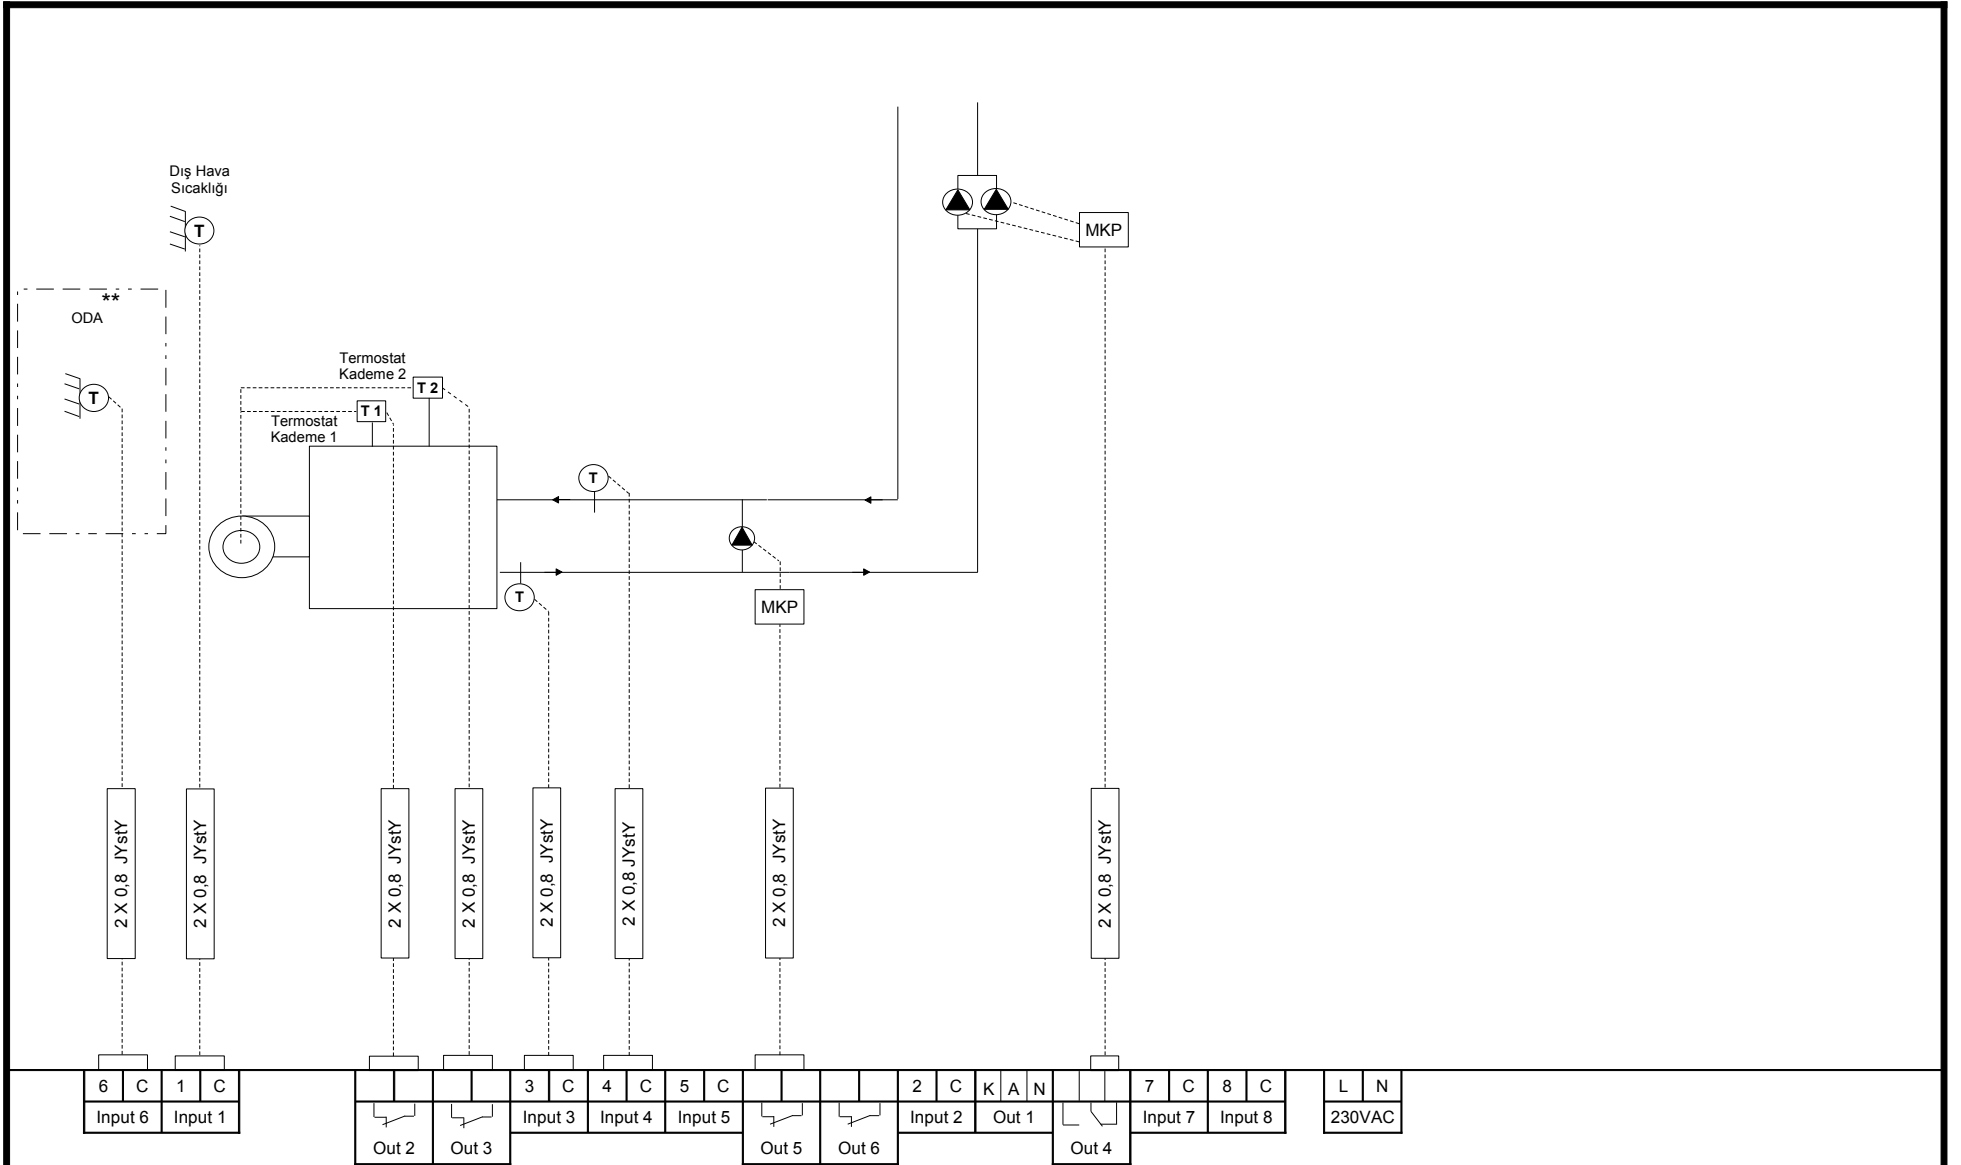 Dış Hava
Sıcaklığı
T
MKP
**
ODA
T
Termostat
Kademe 2
T 2
T 1
Termostat
Kademe 1
T
T
MKP
2 X 0,8 JYstY
2 X 0,8 JYstY
2 X 0,8 JYstY
2 X 0,8 JYstY
2 X 0,8 JYstY
2 X 0,8 JYstY
2 X 0,8 JYstY
2 X 0,8 JYstY
6 C 1 C 3 C 4 C 5 C 2 C K A N 7 C 8 C L N
Input 6 Input 1 Input 3 Input 4 Input 5 Input 2 Out 1 Input 7 Input 8 230VAC
Out 2 Out 3 Out 5 Out 6 Out 4